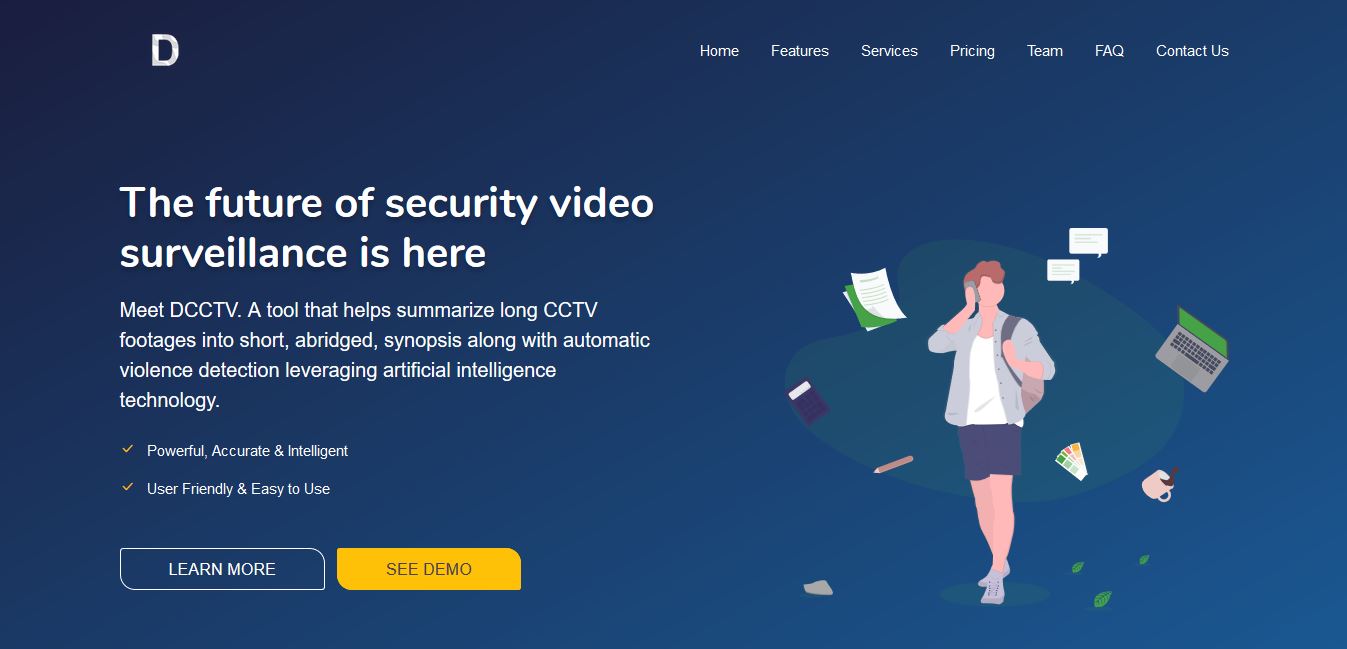 D
Home Features Services Pricing Team FAQ Contact Us
The future of security video
surveillance is here
Meet DCCTV. A tool that helps summarize long CCTV
footages into short, abridged, synopsis along with automatic
violence detection leveraging artificial intelligence
technology.
Powerful, Accurate & Intelligent
User Friendly & Easy to Use
LEARN MORE SEE DEMO